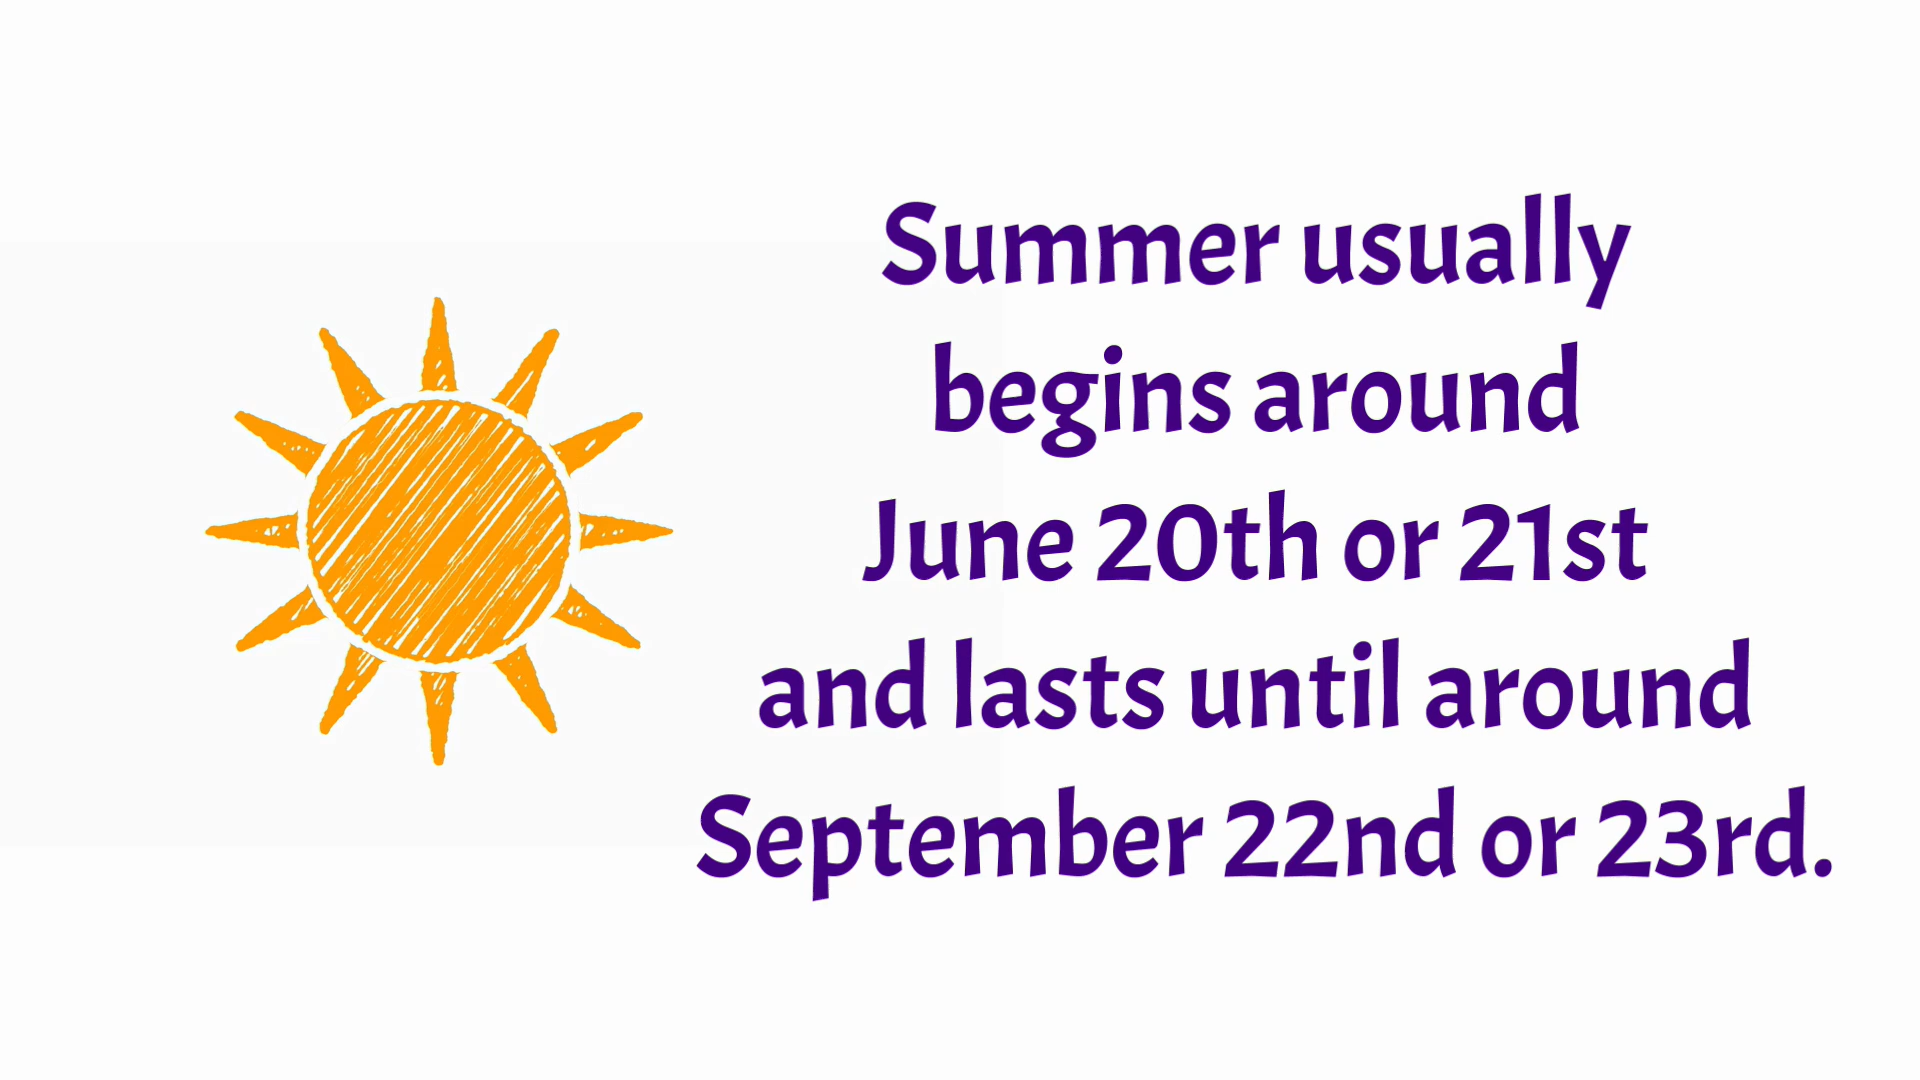 Summer usually
begins around
June 20th or 21st
and lasts until around
September 22nd or 23rd.